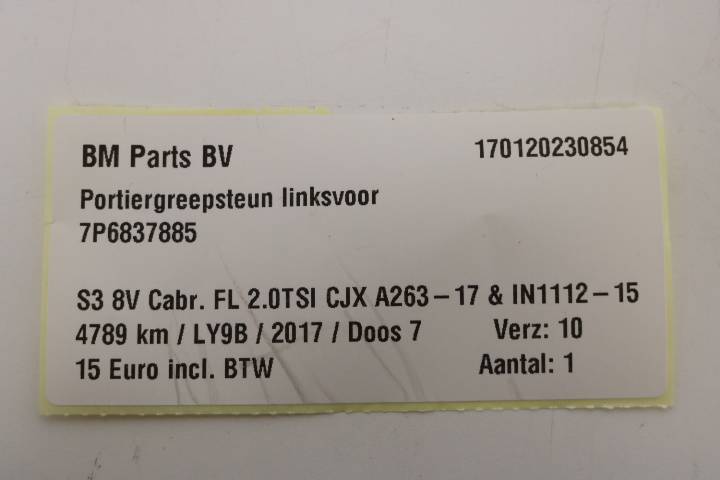 BM Parts BV 170120230854
Portiergreepsteun linksvoor
7P6837885
S3 8V Cabr. FL 2.0TSI CJX A263-17 & IN1112-15
4789 km / LY9B / 2017 / Doos 7 Verz: 10
15 Euro incl. BTW Aantal: 1